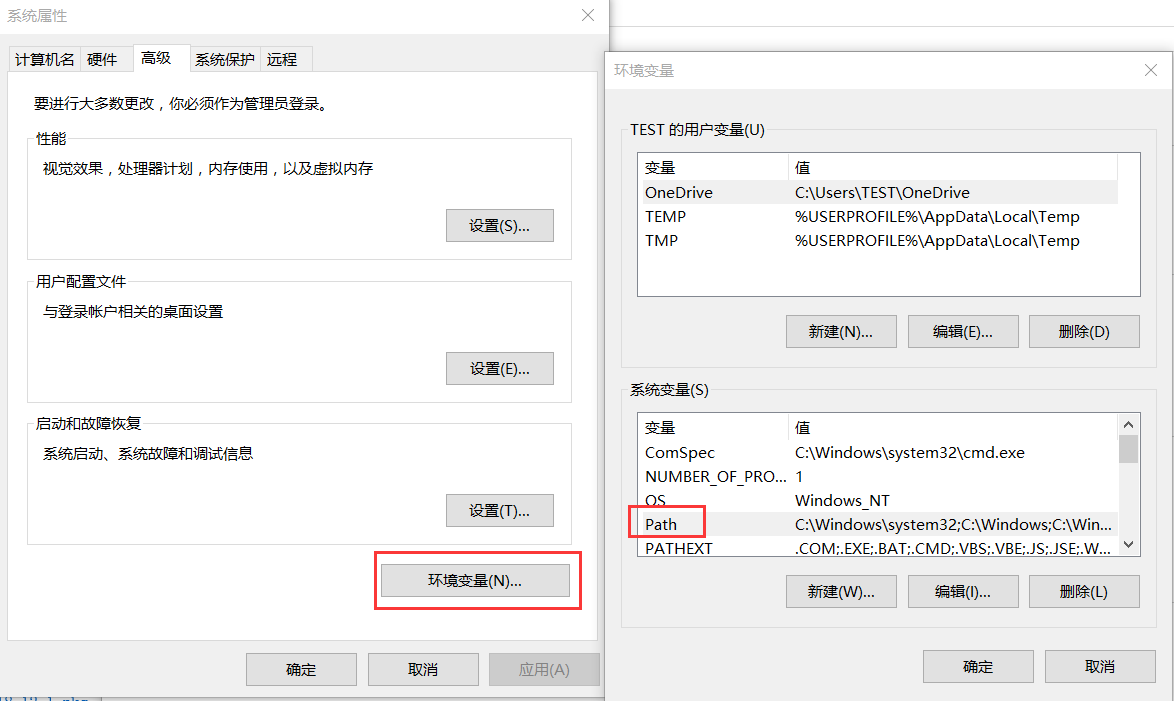 系统属性
计算机名 硬件 高级 系统保护 远程
要进行大多数更改，你必须作为管理员登录。
性能
视觉效果，处理器计划，内存使用，以及虚拟内存
设置(S)...
用户配置文件
与登录帐户相关的桌面设置
设置(E)...
启动和故障恢复
系统启动、系统故障和调试信息
设置(T)...
环境变量(N)...
确定 取消 应用(A)
环境变量
TEST 的用户变量(U)
变量 值
OneDrive C:\Users\TEST\OneDrive
TEMP %USERPROFILE%\AppData\Local\Temp
TMP %USERPROFILE%\AppData\Local\Temp
新建(N)... 编辑(E)... 删除(D)
系统变量(S)
变量 值
ComSpec C:\Windows\system32\cmd.exe
NUMBER_OF_PRO... 1
OS Windows_NT
Path C:\Windows\system32;C:\Windows;C:\Win...
PATHEXT .COM;.EXE;.BAT;.CMD;.VBS;.VBE;.JS;.JSE;.W...
新建(W)... 编辑(I)... 删除(L)
确定 取消